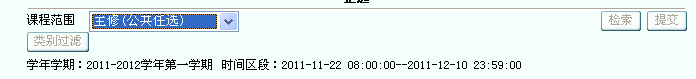 课程范围 主修(公共任选) 检索 提交
类别过滤
学年学期：2011-2012学年第一学期 时间区段：2011-11-22 08:00:00--2011-12-10 23:59:00